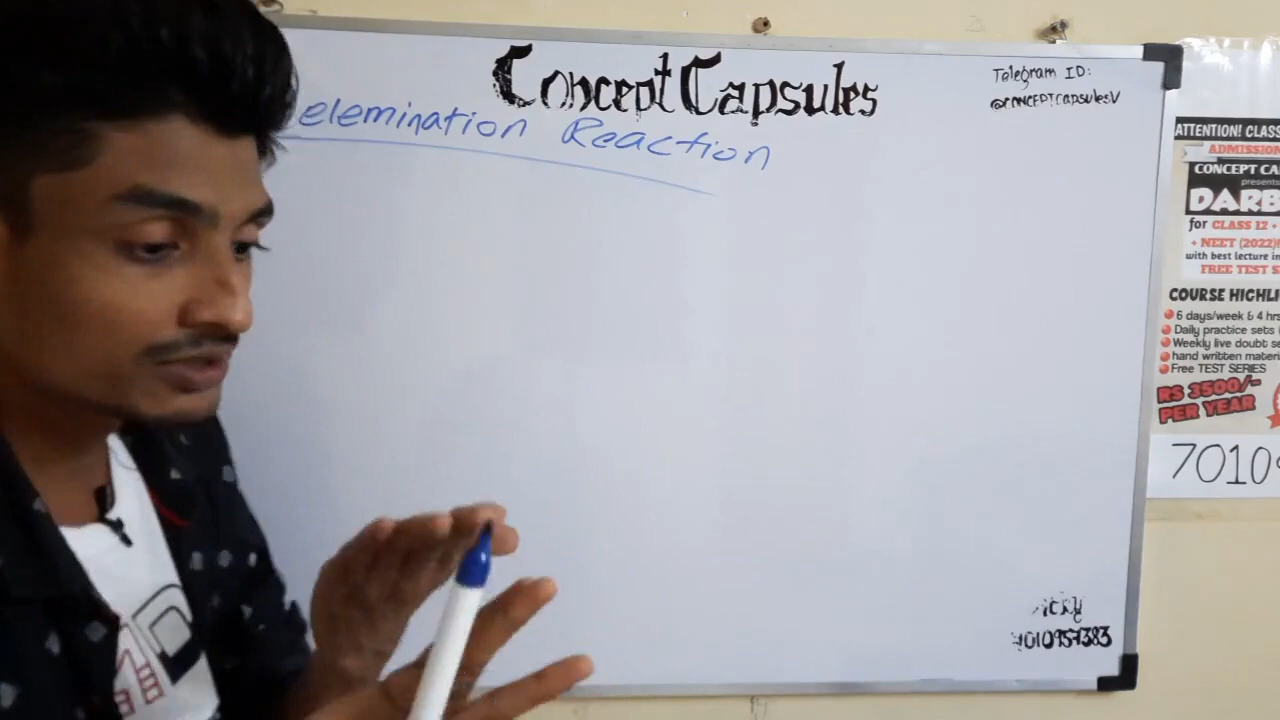 Concept Capsules
Telegram ID:
@CONCEPTCapsulesV
elemination Reaction
ATTENTION! CLASS
ADMISSION
CONCEPT CA
presents
DARB
for CLASS 12 +
+ NEET (2022)
with best lecture in
FREE TEST S
COURSE HIGHLI
6 days/week & 4 hrs
Daily practice sets
Weekly live doubt se
hand written materi
Free TEST SERIES
RS 3500/-
PER YEAR
7010
7010957383